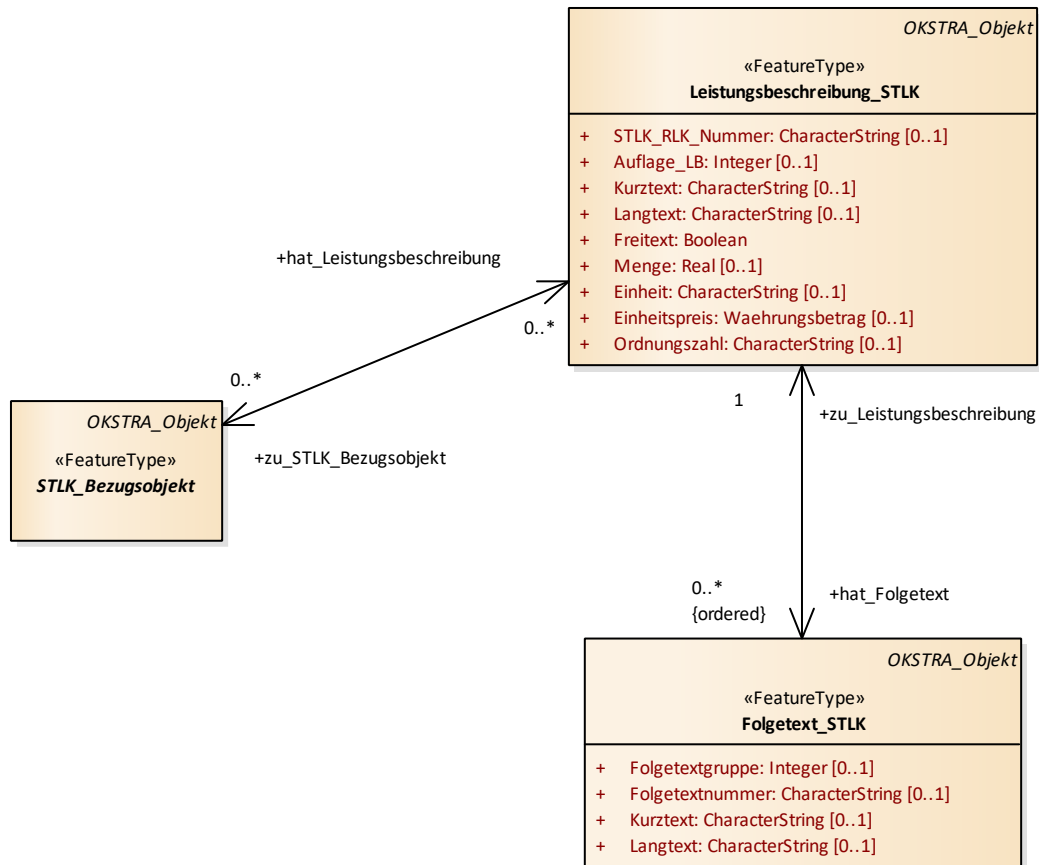 OKSTRA_Objekt
«FeatureType»
Leistungsbeschreibung_STLK
+ STLK_RLK_Nummer: CharacterString [0..1]
+ Auflage_LB: Integer [0..1]
+ Kurztext: CharacterString [0..1]
+ Langtext: CharacterString [0..1]
+ Freitext: Boolean
+ Menge: Real [0..1]
+ Einheit: CharacterString [0..1]
+ Einheitspreis: Waehrungsbetrag [0..1]
+ Ordnungszahl: CharacterString [0..1]
+hat_Leistungsbeschreibung
0..*
0..*
+zu_STLK_Bezugsobjekt
OKSTRA_Objekt
«FeatureType»
STLK_Bezugsobjekt
1
+zu_Leistungsbeschreibung
0..*
{ordered}
+hat_Folgetext
OKSTRA_Objekt
«FeatureType»
Folgetext_STLK
+ Folgetextgruppe: Integer [0..1]
+ Folgetextnummer: CharacterString [0..1]
+ Kurztext: CharacterString [0..1]
+ Langtext: CharacterString [0..1]